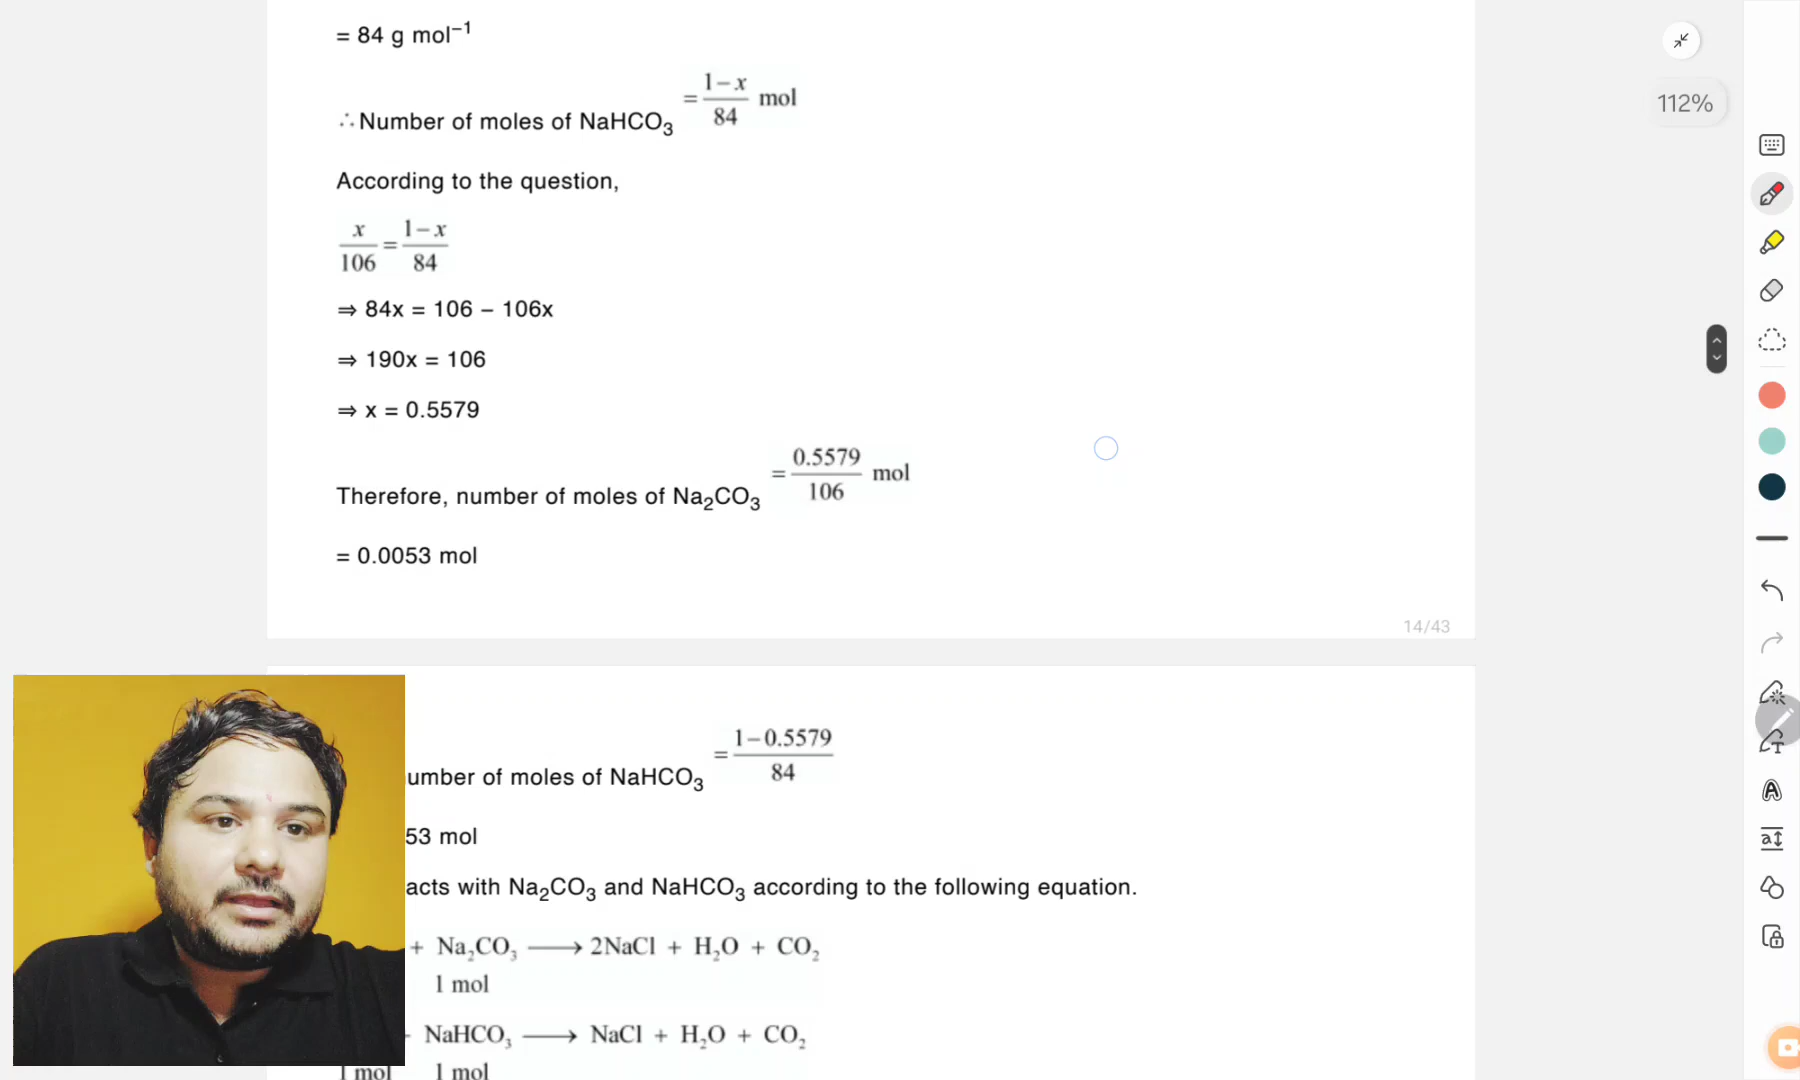 = 84 g mol⁻¹
∴ Number of moles of NaHCO₃ = (1 – x)/84 mol
According to the question,
x/106 = (1 – x)/84
⇒ 84x = 106 – 106x
⇒ 190x = 106
⇒ x = 0.5579
Therefore, number of moles of Na₂CO₃ = 0.5579/106 mol
= 0.0053 mol
14/43
umber of moles of NaHCO₃ = (1 – 0.5579)/84
53 mol
acts with Na₂CO₃ and NaHCO₃ according to the following equation.
+ Na₂CO₃ ⟶ 2NaCl + H₂O + CO₂
1 mol
NaHCO₃ ⟶ NaCl + H₂O + CO₂
1 mol 1 mol
112%